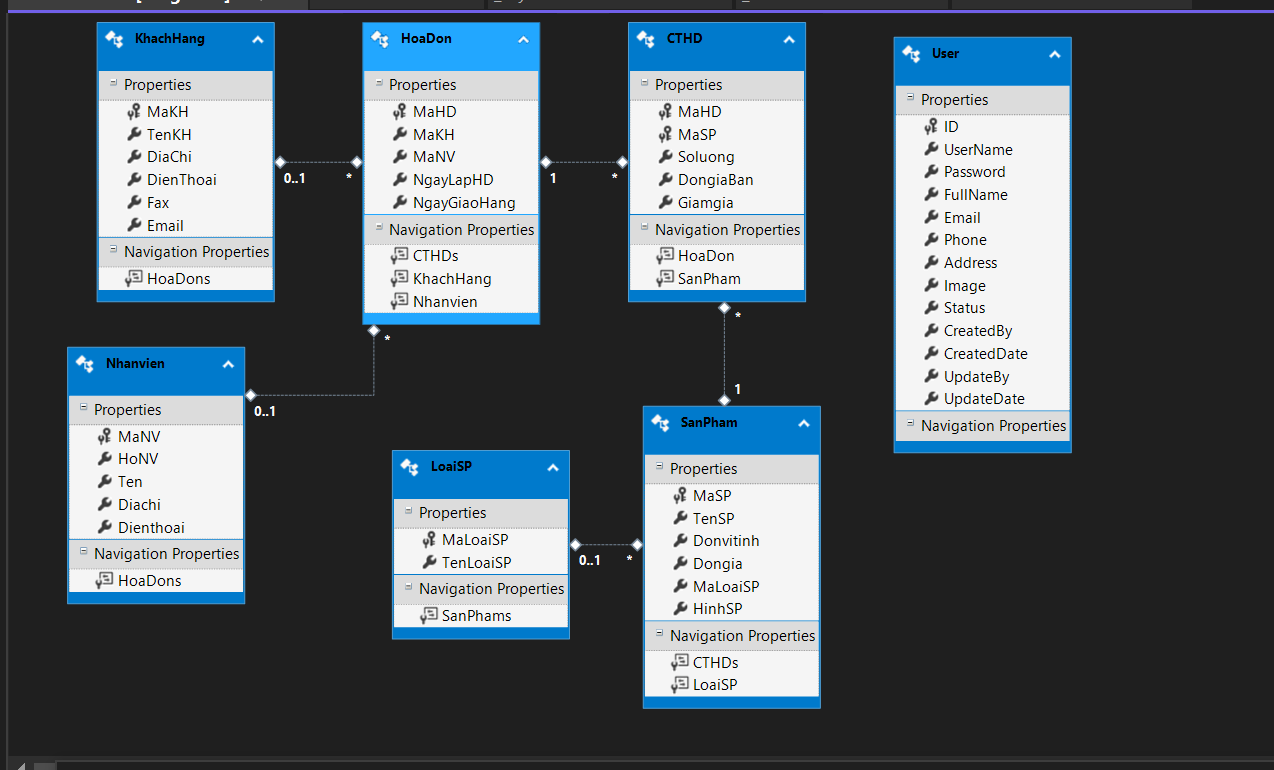 KhachHang
Properties
MaKH
TenKH
DiaChi
DienThoai
Fax
Email
Navigation Properties
HoaDons
0..1
*
HoaDon
Properties
MaHD
MaKH
MaNV
NgayLapHD
NgayGiaoHang
Navigation Properties
CTHDs
KhachHang
Nhanvien
1
*
CTHD
Properties
MaHD
MaSP
Soluong
DongiaBan
Giamgia
Navigation Properties
HoaDon
SanPham
*
1
User
Properties
ID
UserName
Password
FullName
Email
Phone
Address
Image
Status
CreatedBy
CreatedDate
UpdateBy
UpdateDate
Navigation Properties
*
0..1
Nhanvien
Properties
MaNV
HoNV
Ten
Diachi
Dienthoai
Navigation Properties
HoaDons
LoaiSP
Properties
MaLoaiSP
TenLoaiSP
Navigation Properties
SanPhams
0..1
*
SanPham
Properties
MaSP
TenSP
Donvitinh
Dongia
MaLoaiSP
HinhSP
Navigation Properties
CTHDs
LoaiSP